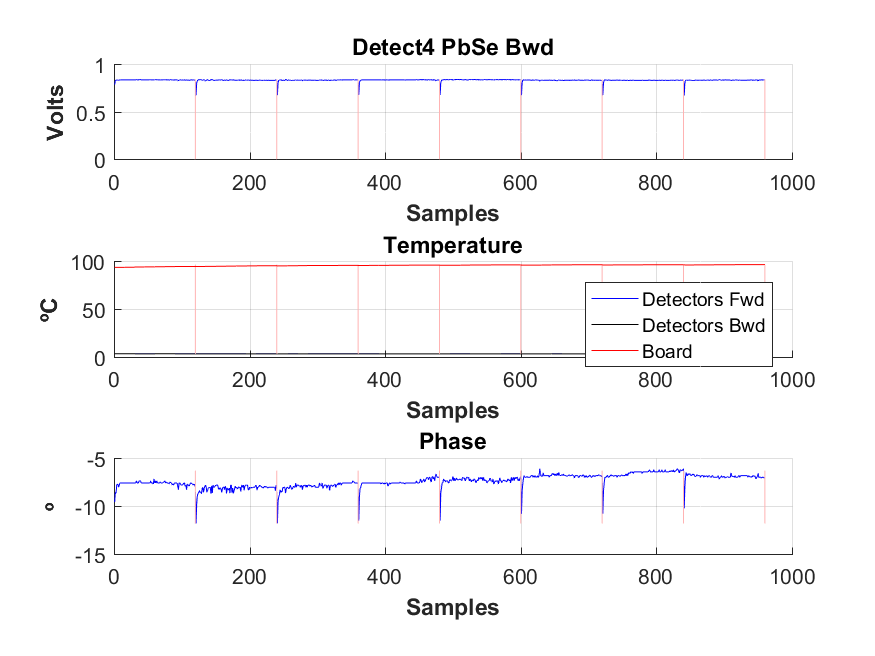 Detect4 PbSe Bwd
Volts
1
0.5
0
0 200 400 600 800 1000
Samples
Temperature
ºC
100
50
0
Detectors Fwd
Detectors Bwd
Board
0 200 400 600 800 1000
Samples
Phase
º
-5
-10
-15
0 200 400 600 800 1000
Samples